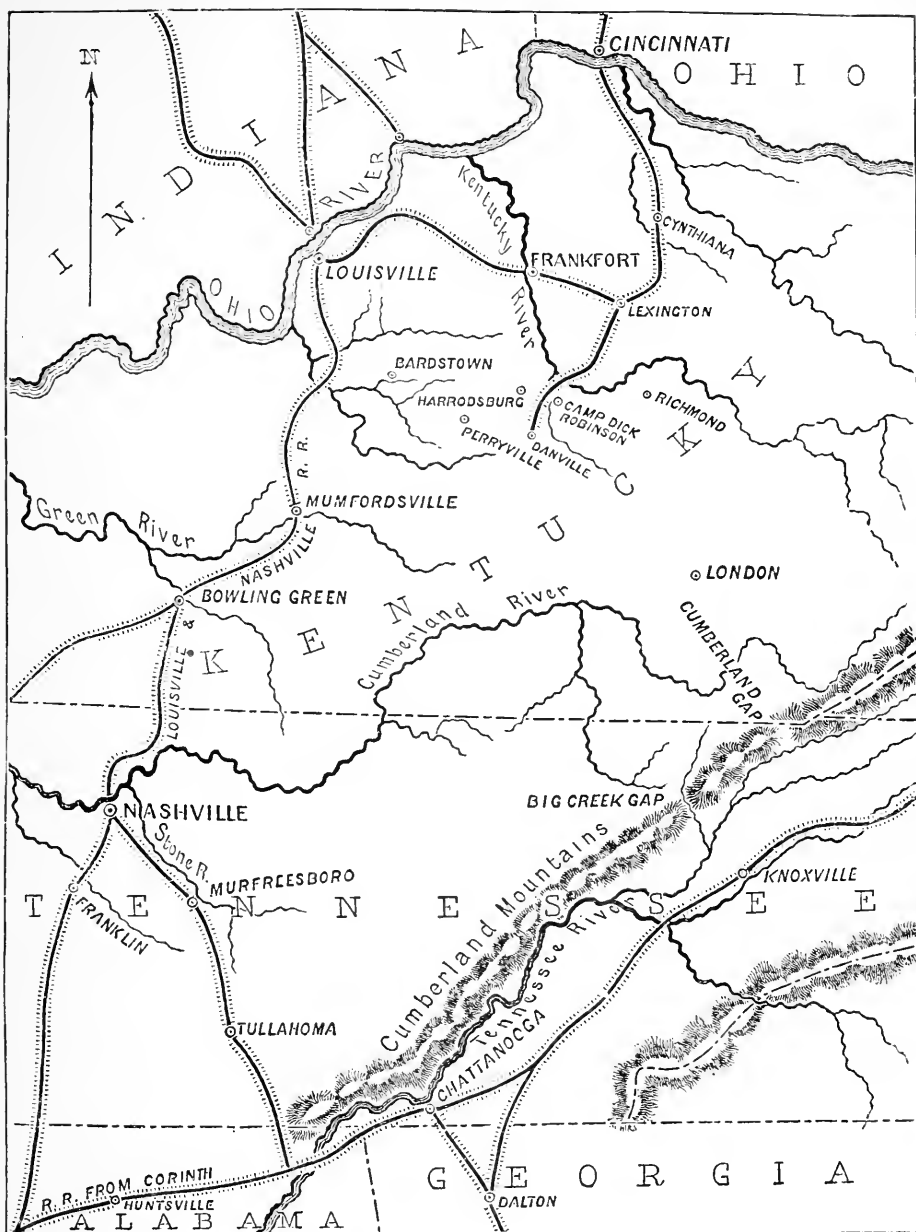 N
INDIANA
CINCINNATI
OHIO
RIVER
OHIO
Kentucky
River
CYNTHIANA
LOUISVILLE
FRANKFORT
LEXINGTON
BARDSTOWN
HARRODSBURG
PERRYVILLE
DANVILLE
CAMP DICK
ROBINSON
RICHMOND
KENTUCKY
LOUISVILLE & NASHVILLE R. R.
MUMFORDSVILLE
Green River
BOWLING GREEN
LONDON
Cumberland River
CUMBERLAND
GAP
BIG CREEK GAP
NASHVILLE
Stone R.
MURFREESBORO
Cumberland Mountains
KNOXVILLE
TENNESSEE
FRANKLIN
Tennessee River
TULLAHOMA
CHATTANOCGA
R.R. FROM CORINTH
HUNTSVILLE
GEORGIA
DALTON
ALABAMA